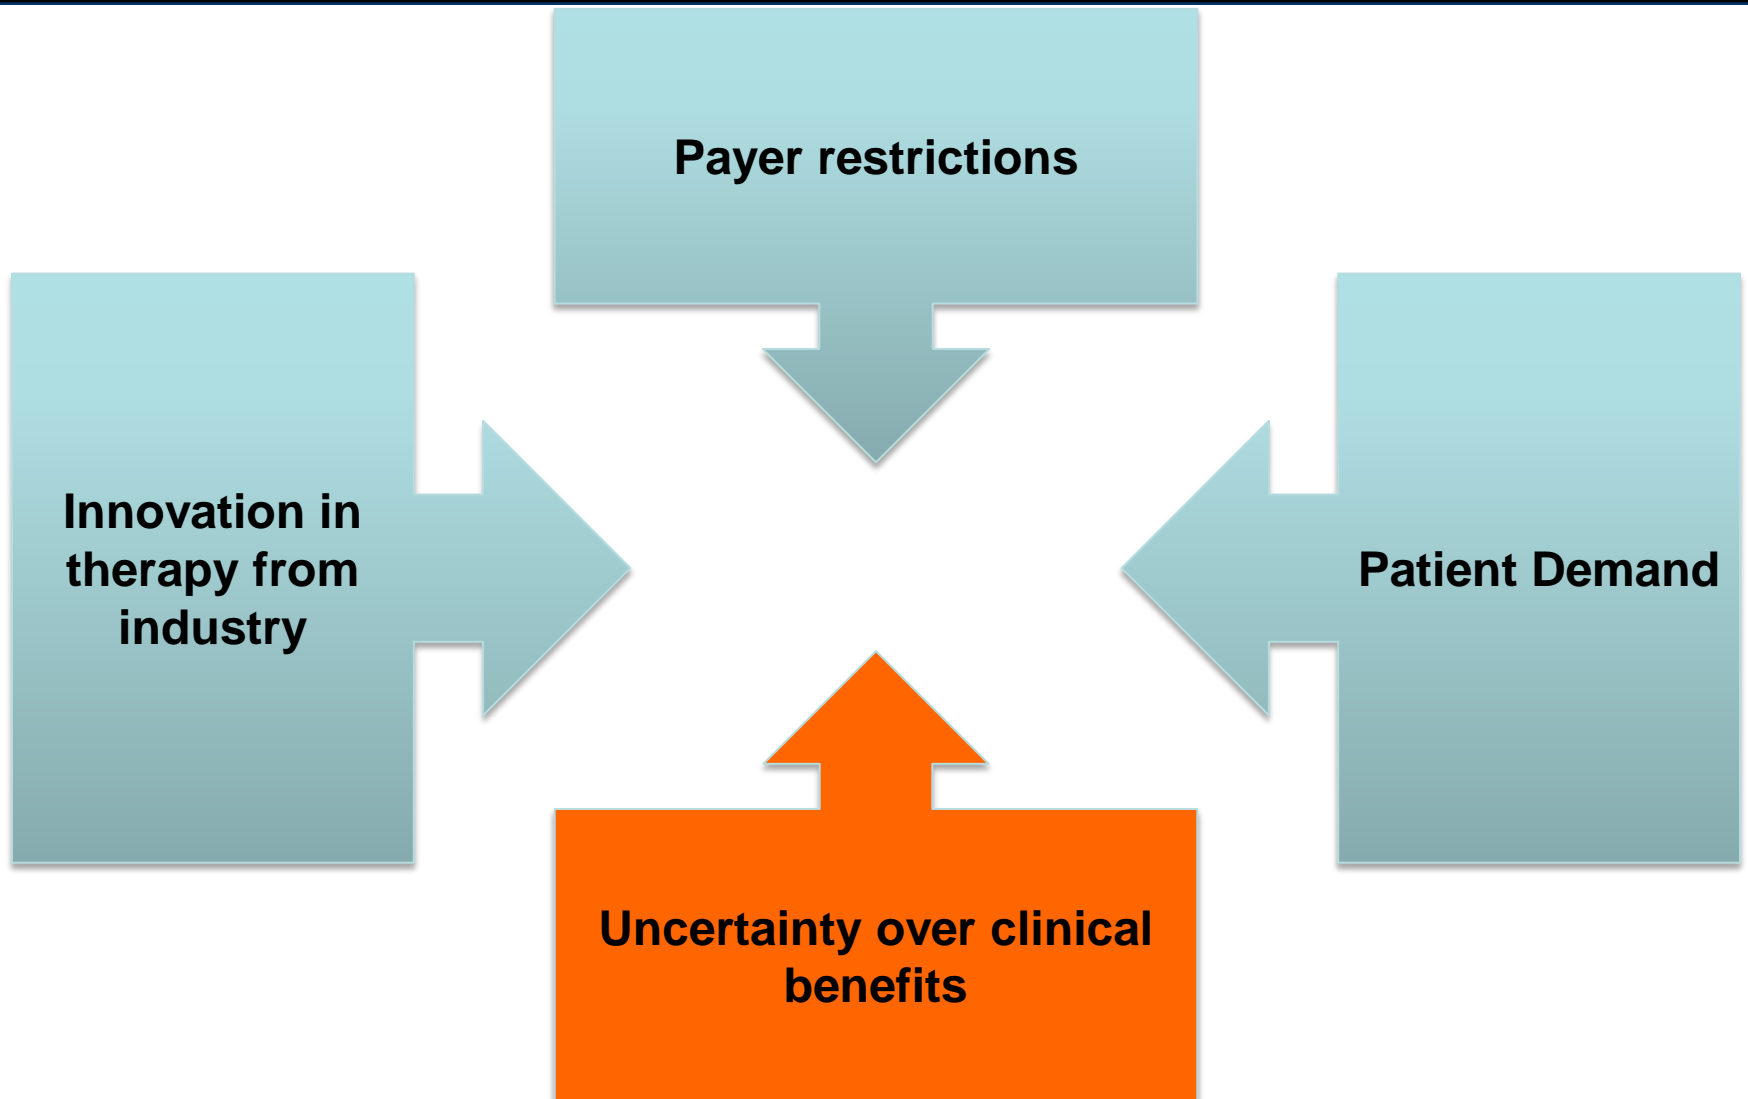 Payer restrictions
Innovation in
therapy from
industry
Patient Demand
Uncertainty over clinical
benefits